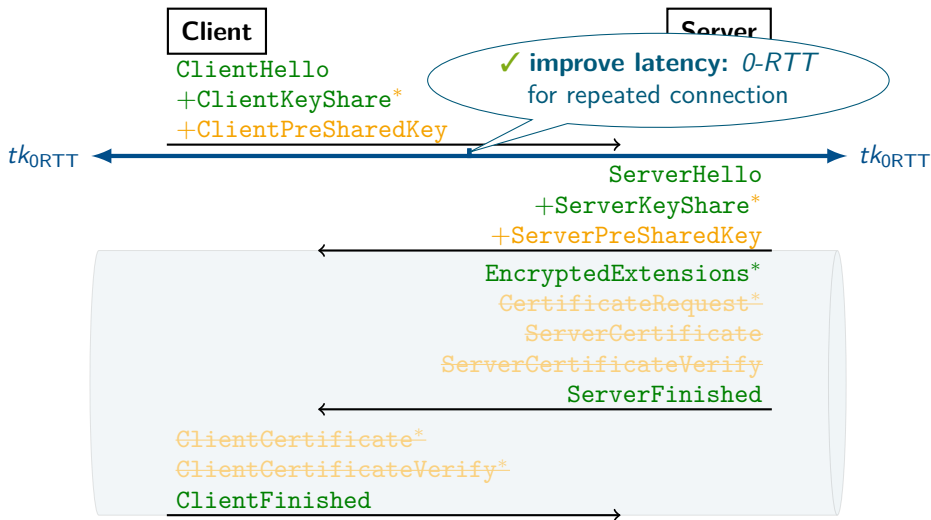 Client
Server
✓ improve latency: 0-RTT
for repeated connection
ClientHello
+ClientKeyShare*
+ClientPreSharedKey
tk0RTT
tk0RTT
ServerHello
+ServerKeyShare*
+ServerPreSharedKey
EncryptedExtensions*
CertificateRequest*
ServerCertificate
ServerCertificateVerify
ServerFinished
ClientCertificate*
ClientCertificateVerify*
ClientFinished